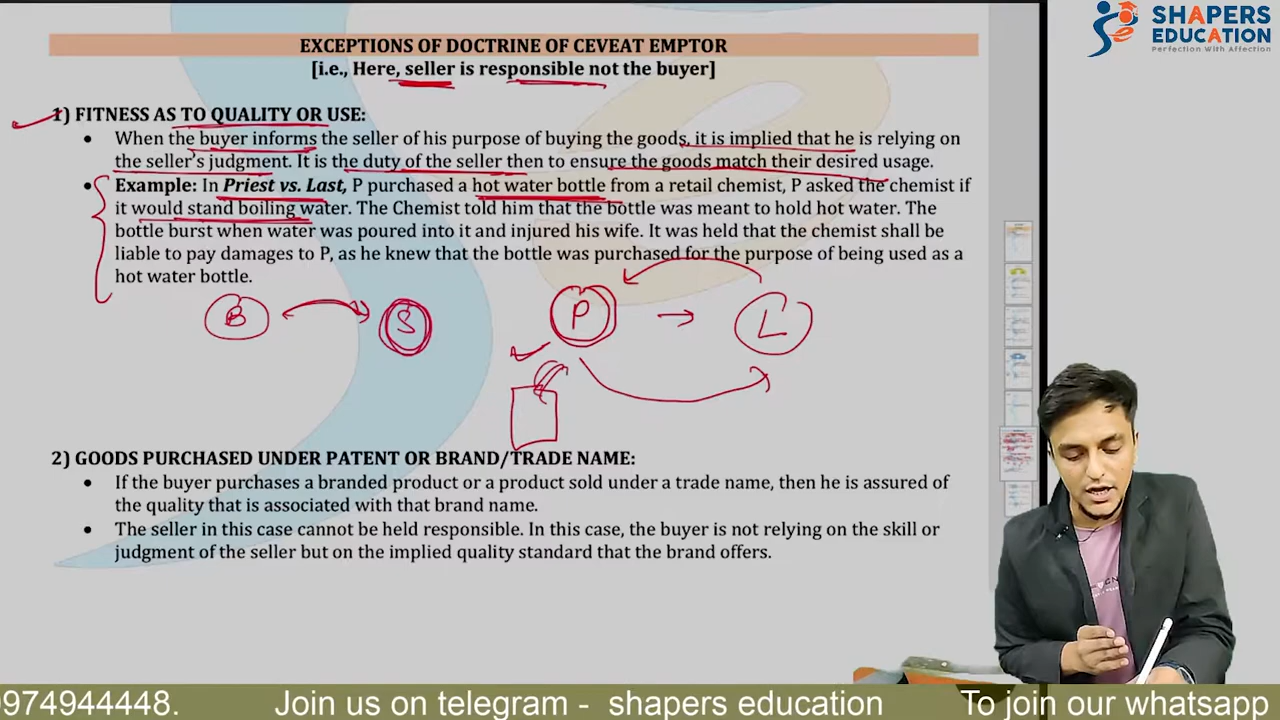 SHAPERS
EDUCATION
Perfection With Affection
EXCEPTIONS OF DOCTRINE OF CEVEAT EMPTOR
[i.e., Here, seller is responsible not the buyer]
1) FITNESS AS TO QUALITY OR USE:
• When the buyer informs the seller of his purpose of buying the goods, it is implied that he is relying on
the seller's judgment. It is the duty of the seller then to ensure the goods match their desired usage.
• Example: In Priest vs. Last, P purchased a hot water bottle from a retail chemist, P asked the chemist if
it would stand boiling water. The Chemist told him that the bottle was meant to hold hot water. The
bottle burst when water was poured into it and injured his wife. It was held that the chemist shall be
liable to pay damages to P, as he knew that the bottle was purchased for the purpose of being used as a
hot water bottle.
B S P L
2) GOODS PURCHASED UNDER PATENT OR BRAND/TRADE NAME:
• If the buyer purchases a branded product or a product sold under a trade name, then he is assured of
the quality that is associated with that brand name.
• The seller in this case cannot be held responsible. In this case, the buyer is not relying on the skill or
judgment of the seller but on the implied quality standard that the brand offers.
9974944448. Join us on telegram - shapers education To join our whatsapp